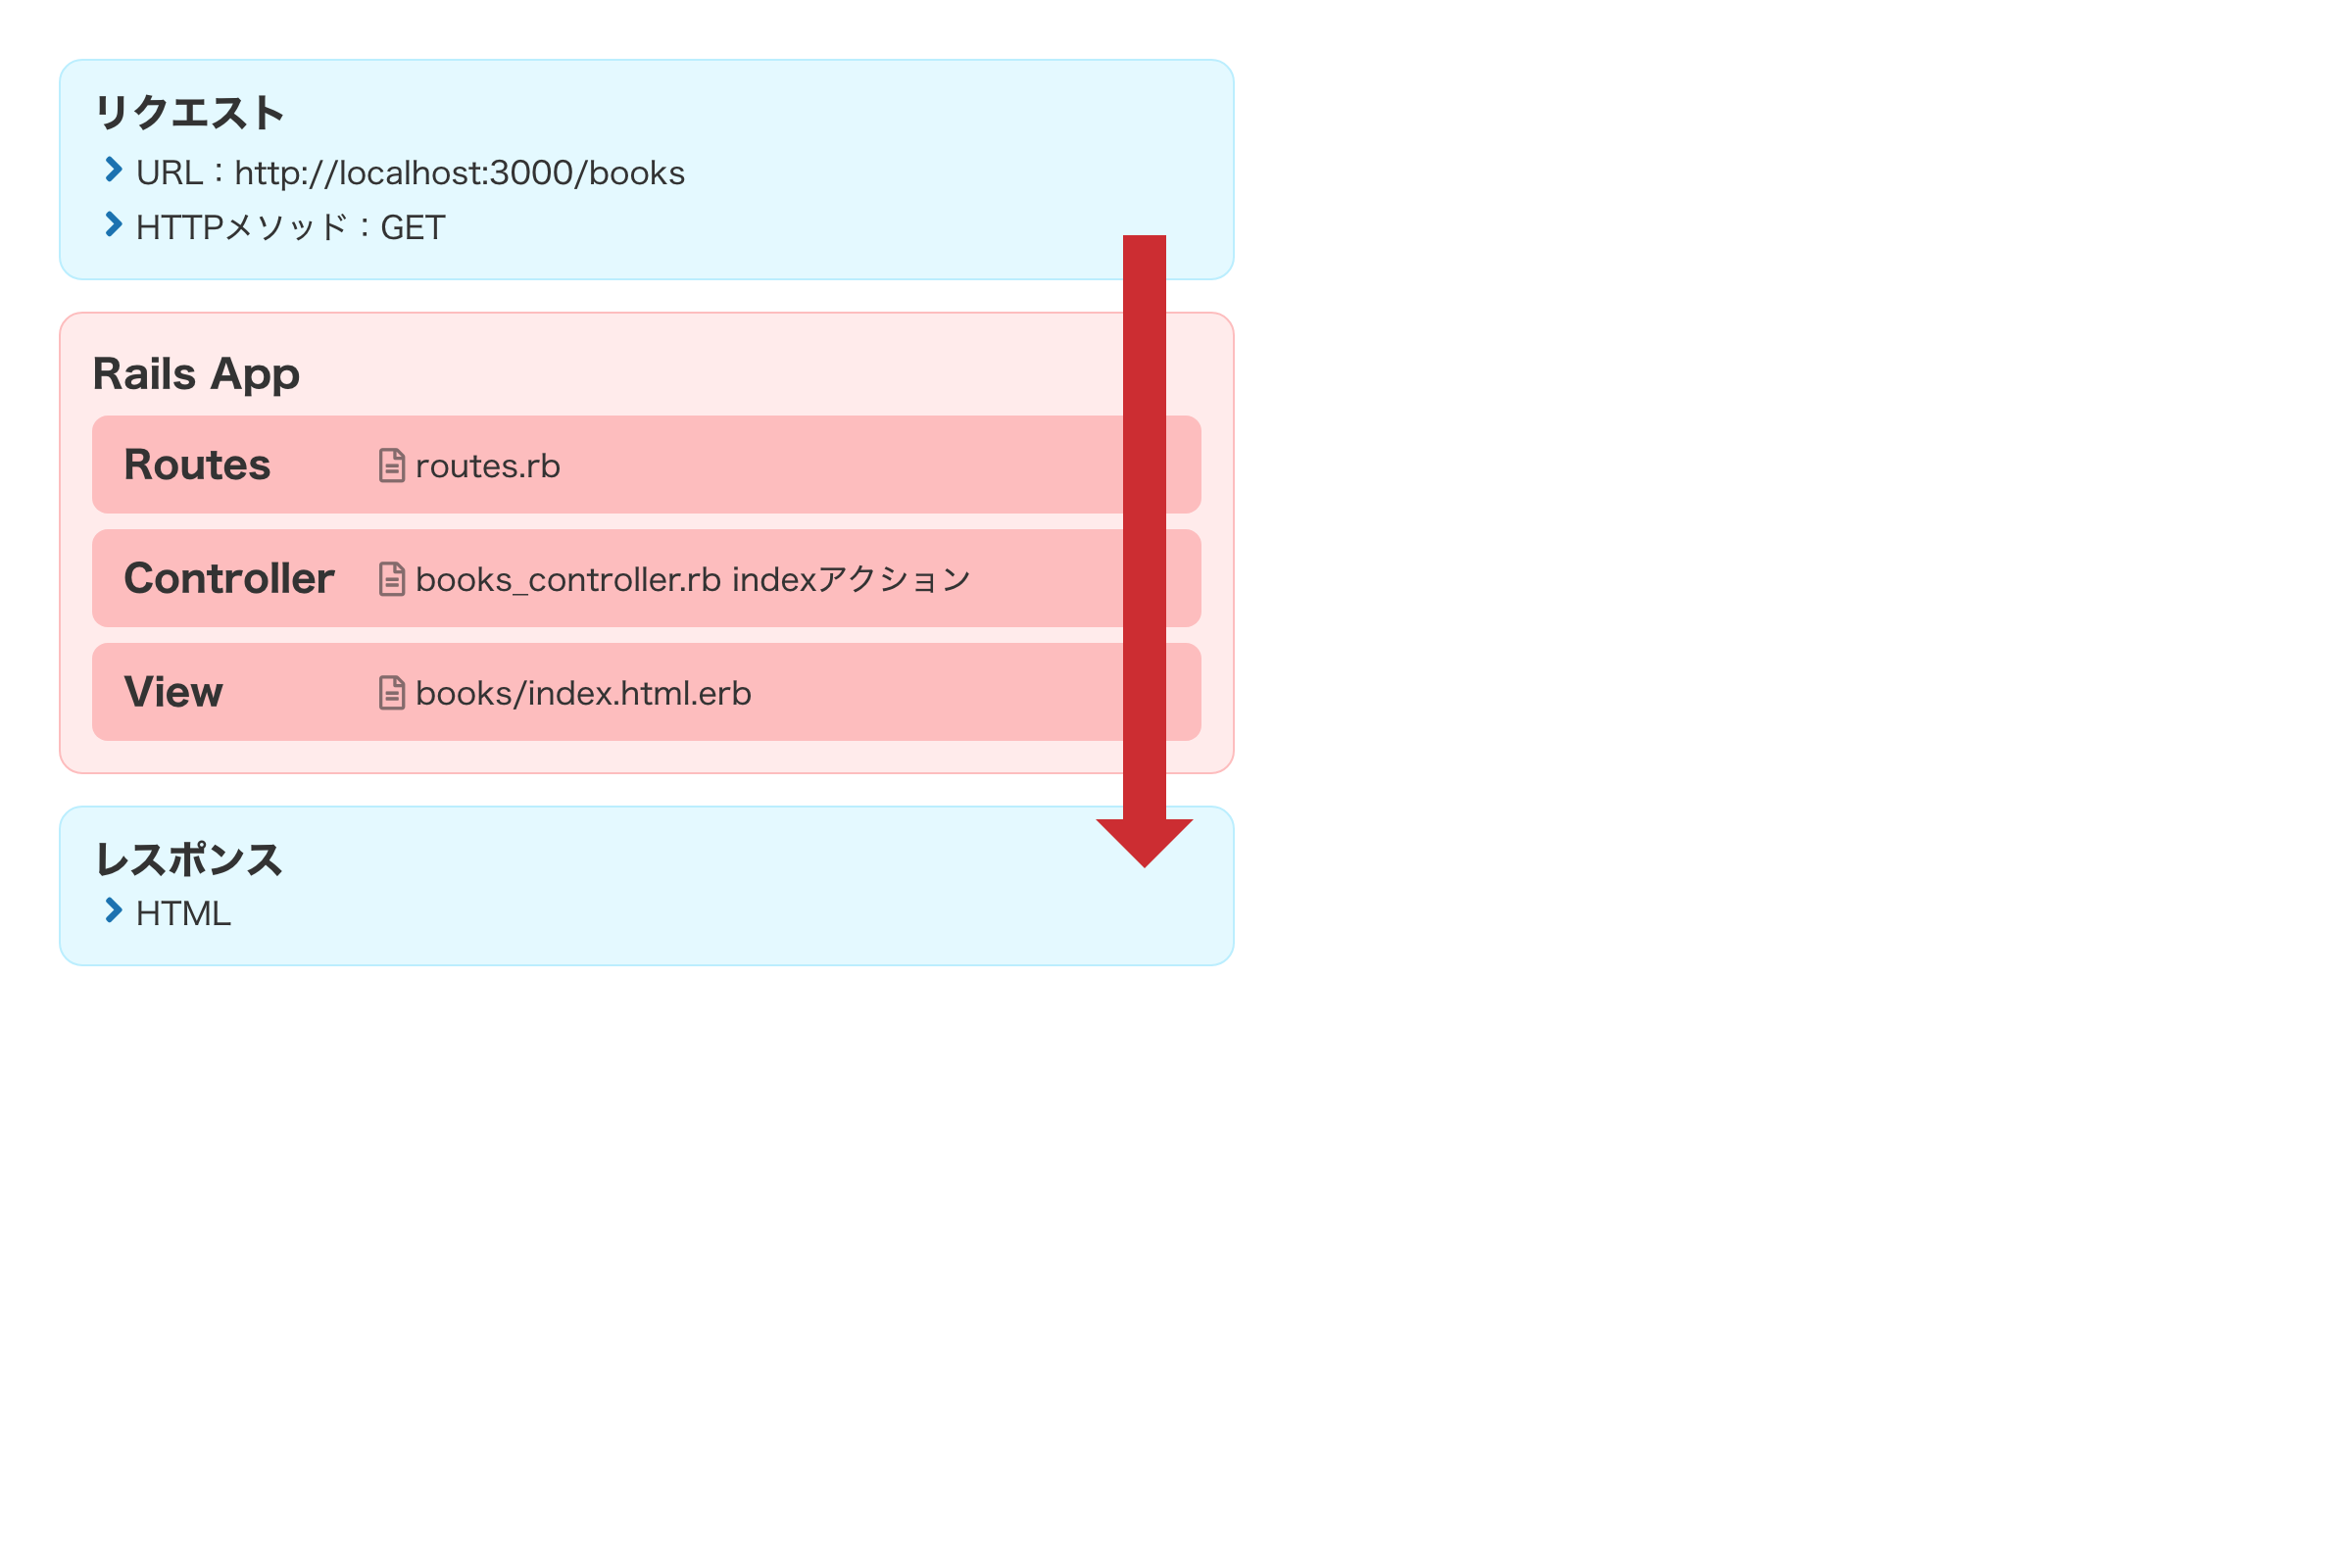 リクエスト
URL：http://localhost:3000/books
HTTPメソッド：GET
Rails App
Routes routes.rb
Controller books_controller.rb indexアクション
View books/index.html.erb
レスポンス
HTML